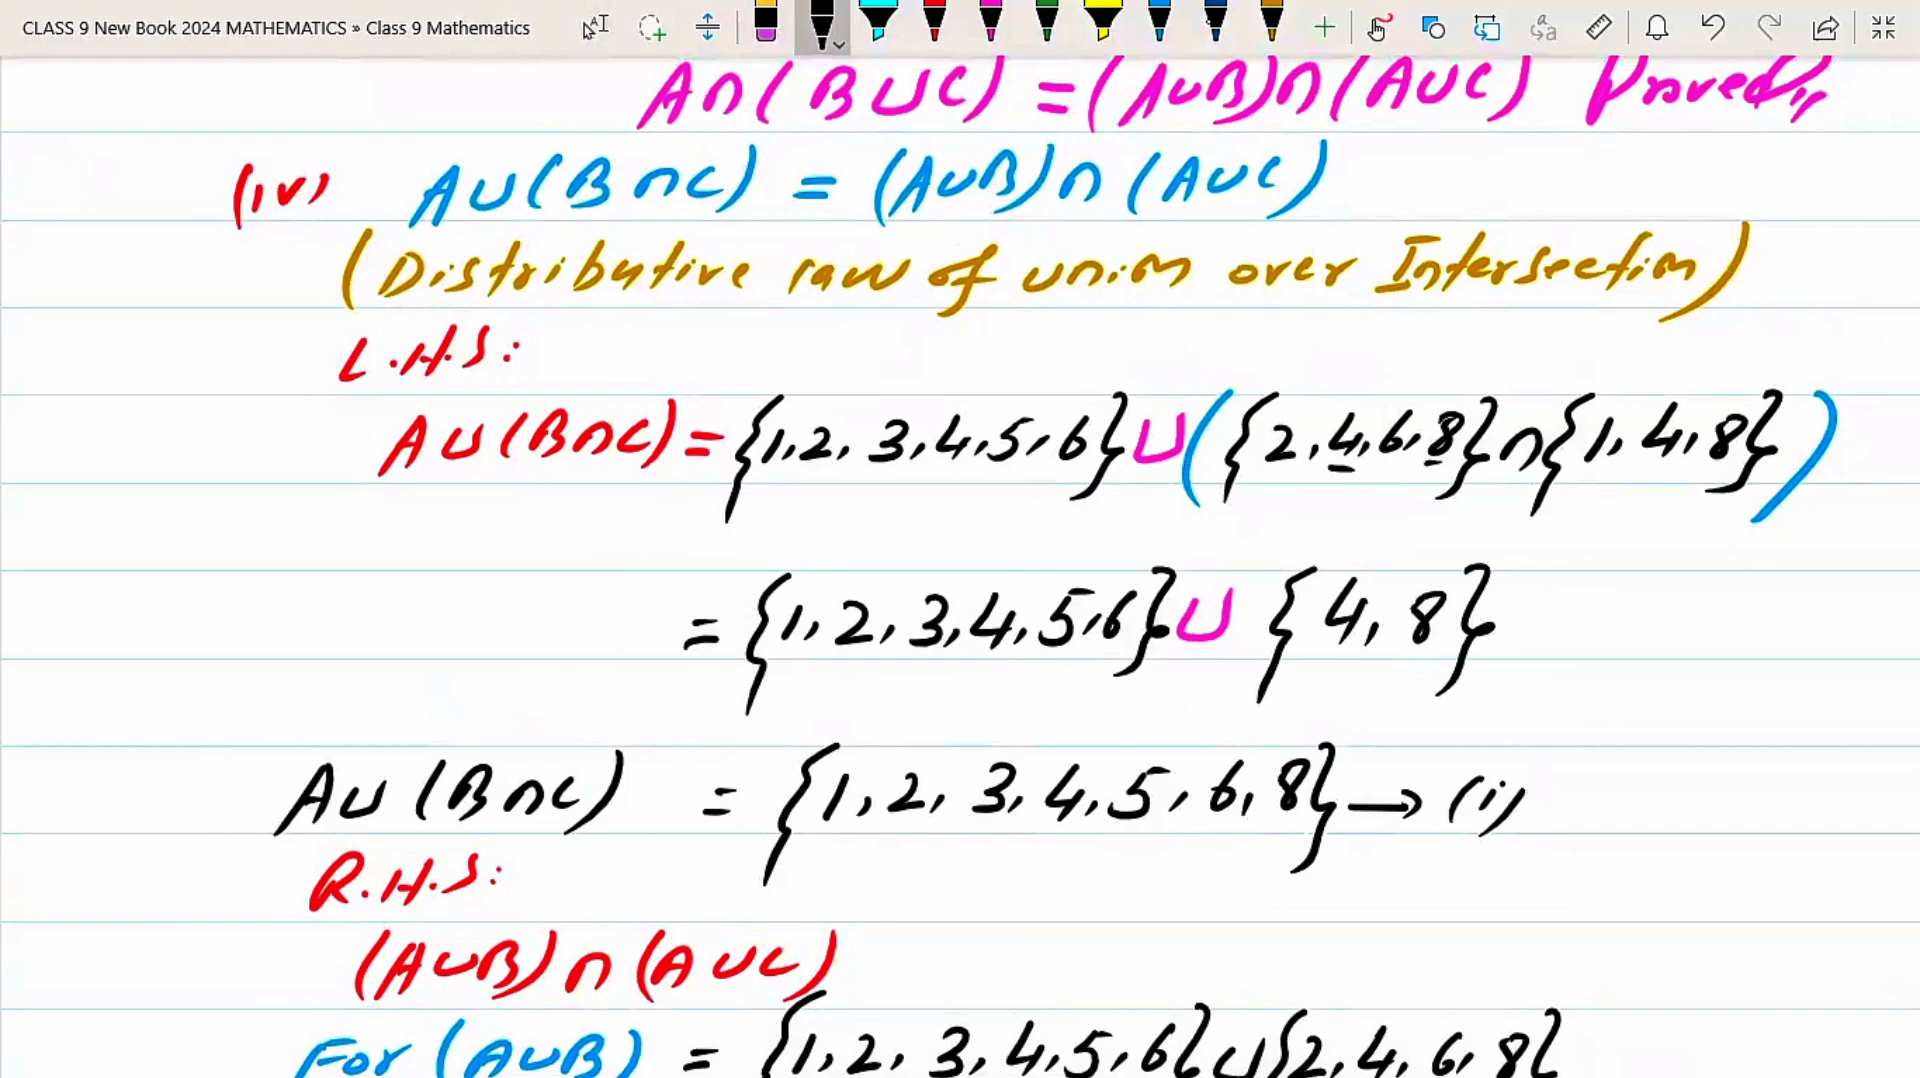 CLASS 9 New Book 2024 MATHEMATICS » Class 9 Mathematics
A∩(B∪C) = (A∪B)∩(A∪C) Proved
(iv) A∪(B∩C) = (A∪B)∩(A∪C)
(Distributive law of union over Intersection)
L.H.S:
A∪(B∩C) = {1,2,3,4,5,6}∪({2,4,6,8}∩{1,4,8})
= {1,2,3,4,5,6}∪{4,8}
A∪(B∩C) = {1,2,3,4,5,6,8} → (i)
R.H.S:
(A∪B)∩(A∪C)
For (A∪B) = {1,2,3,4,5,6}∪{2,4,6,8}